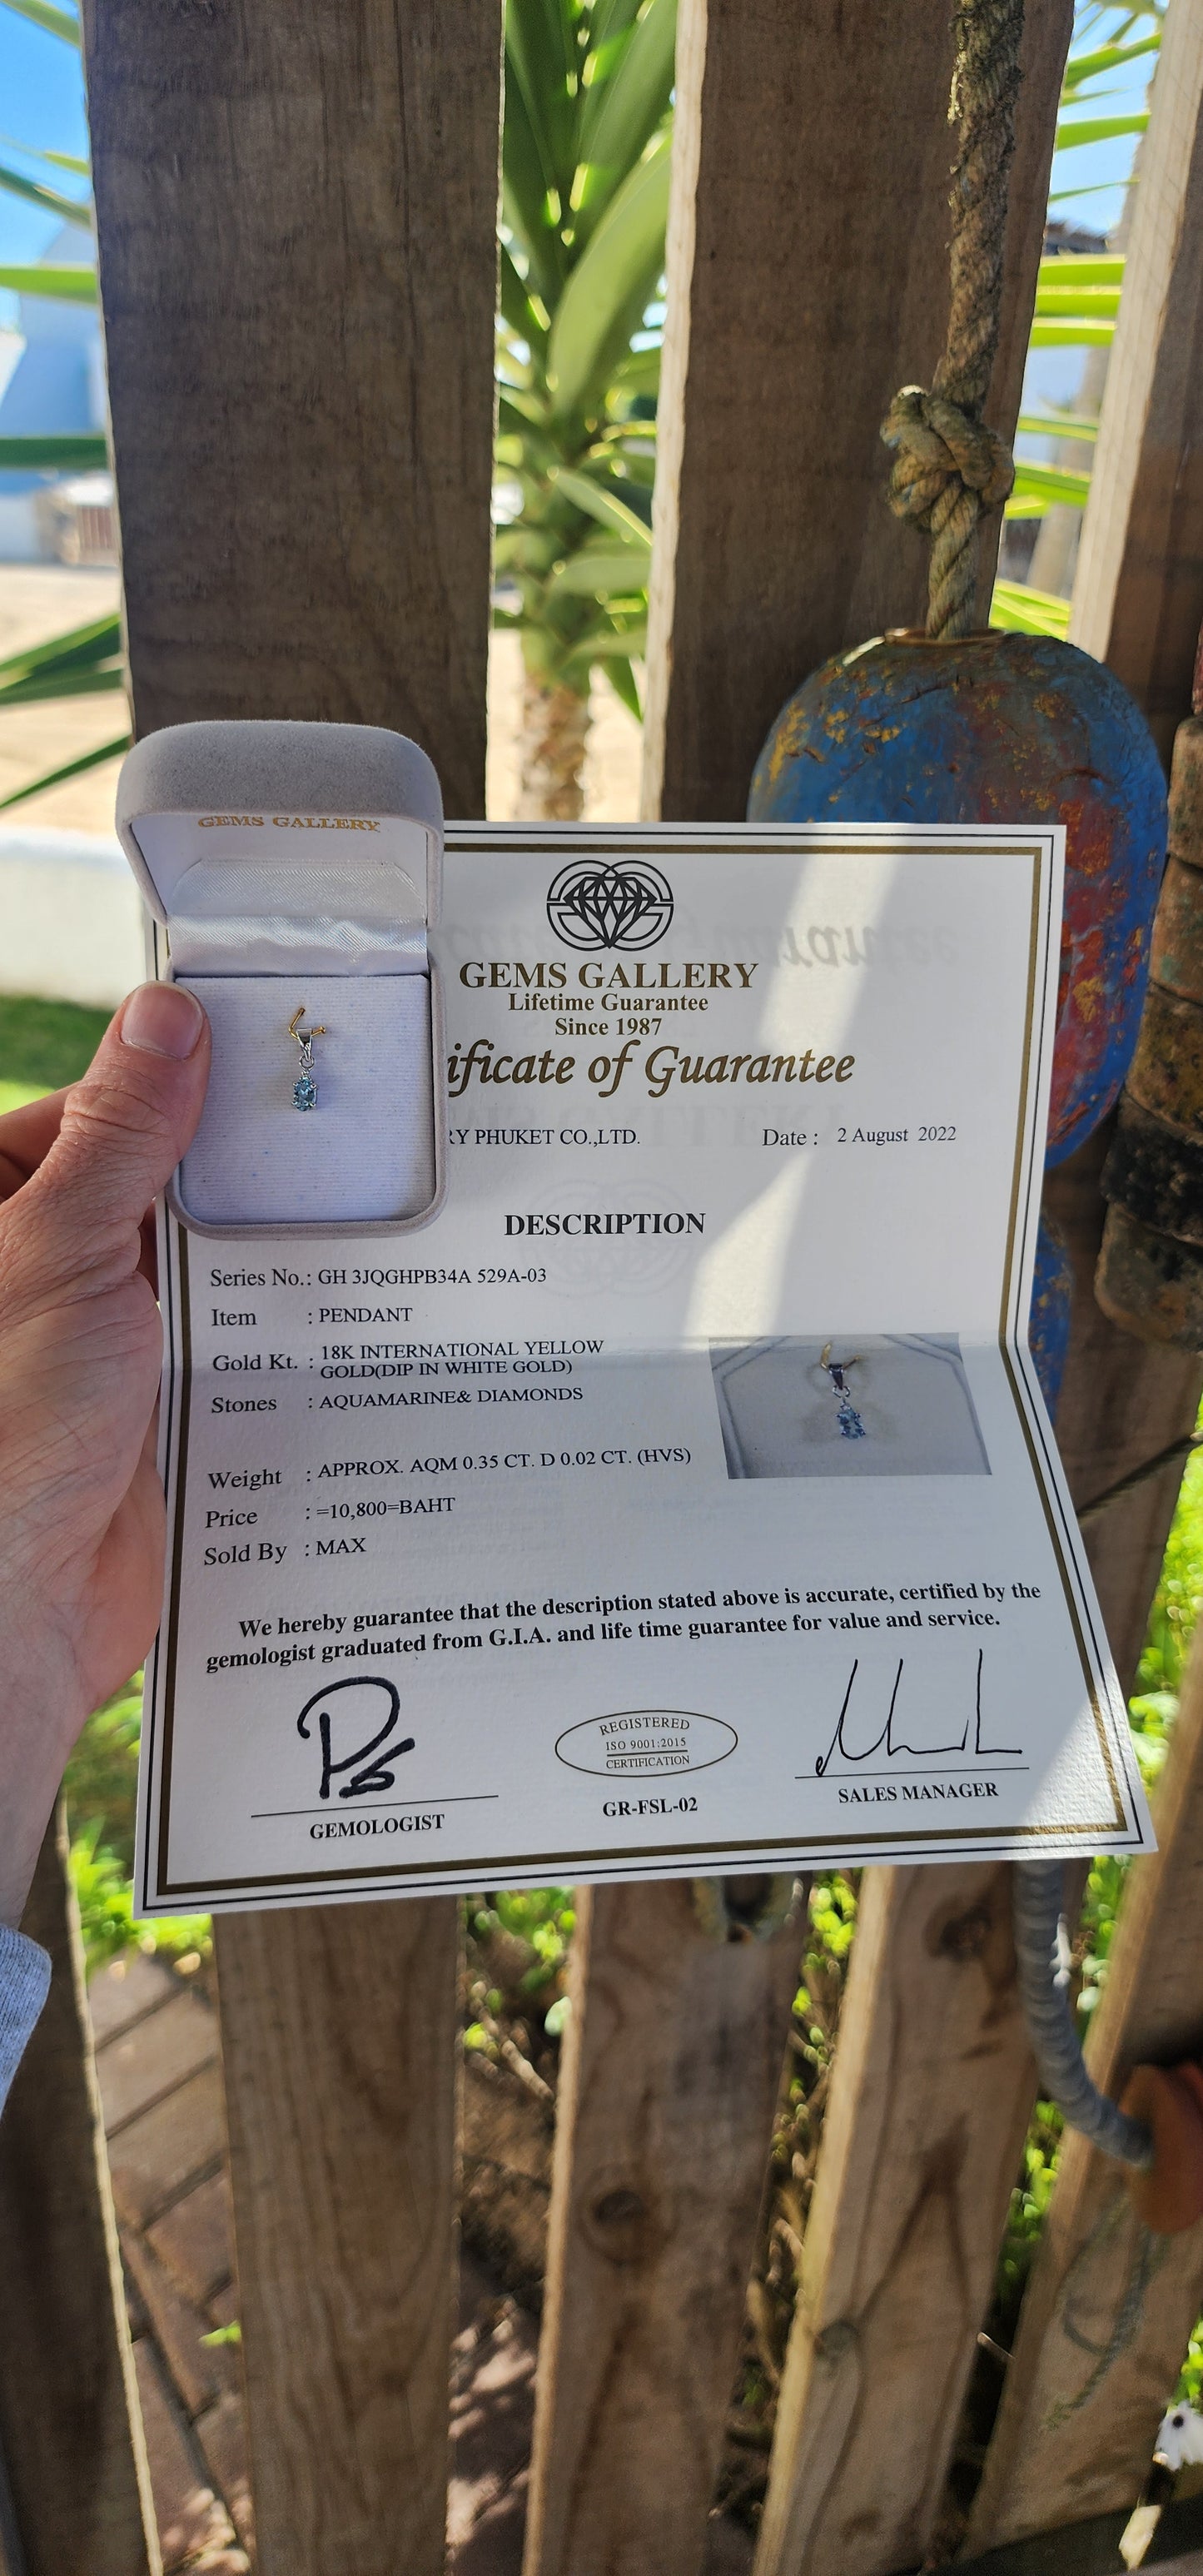 GEMS GALLERY
GEMS GALLERY
Lifetime Guarantee
Since 1987
ificate of Guarantee
RY PHUKET CO.,LTD. Date : 2 August 2022
DESCRIPTION
Series No.: GH 3JQGHPB34A 529A-03
Item : PENDANT
Gold Kt. : 18K INTERNATIONAL YELLOW
GOLD(DIP IN WHITE GOLD)
Stones : AQUAMARINE& DIAMONDS
Weight : APPROX. AQM 0.35 CT. D 0.02 CT. (HVS)
Price : =10,800=BAHT
Sold By : MAX
We hereby guarantee that the description stated above is accurate, certified by the
gemologist graduated from G.I.A. and life time guarantee for value and service.
REGISTERED
ISO 9001:2015
CERTIFICATION
GEMOLOGIST GR-FSL-02 SALES MANAGER